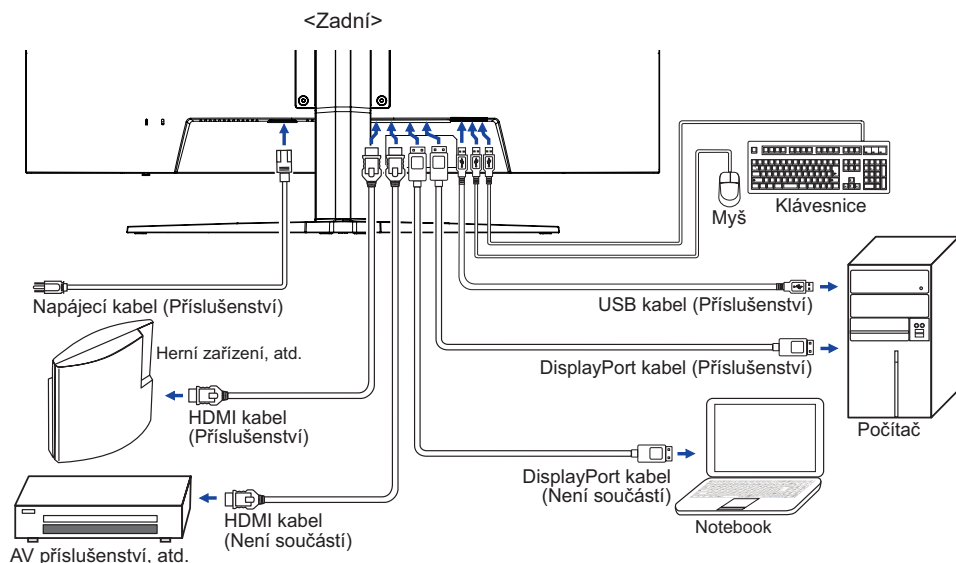 <Zadní>
Myš
Klávesnice
Napájecí kabel (Příslušenství)
USB kabel (Příslušenství)
Herní zařízení, atd.
DisplayPort kabel (Příslušenství)
HDMI kabel
(Příslušenství)
Počítač
DisplayPort kabel
(Není součástí)
HDMI kabel
(Není součástí)
Notebook
AV příslušenství, atd.